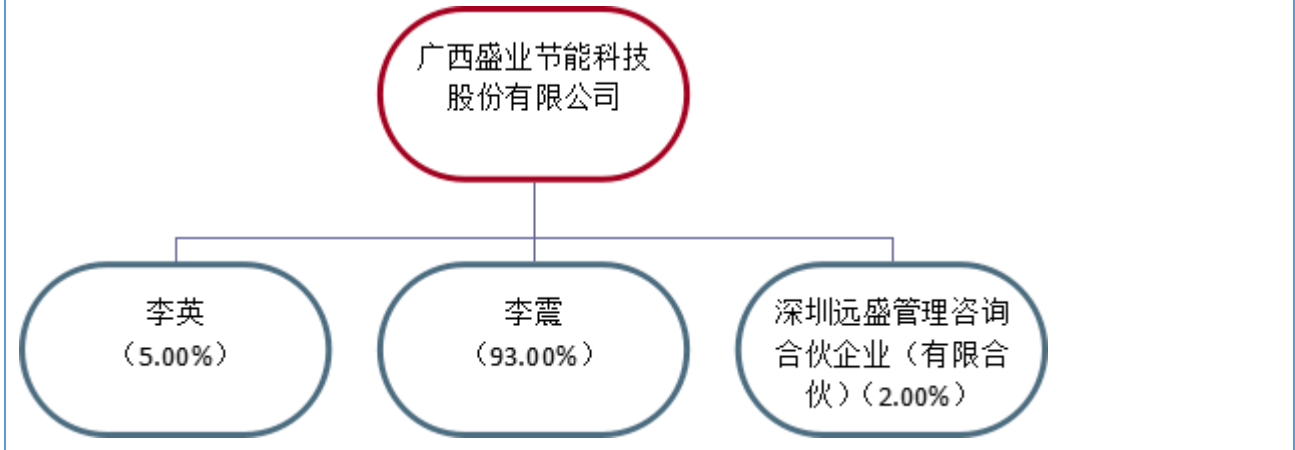 广西盛业节能科技
股份有限公司
李英
（5.00%）
李震
（93.00%）
深圳远盛管理咨询
合伙企业（有限合
伙）（2.00%）